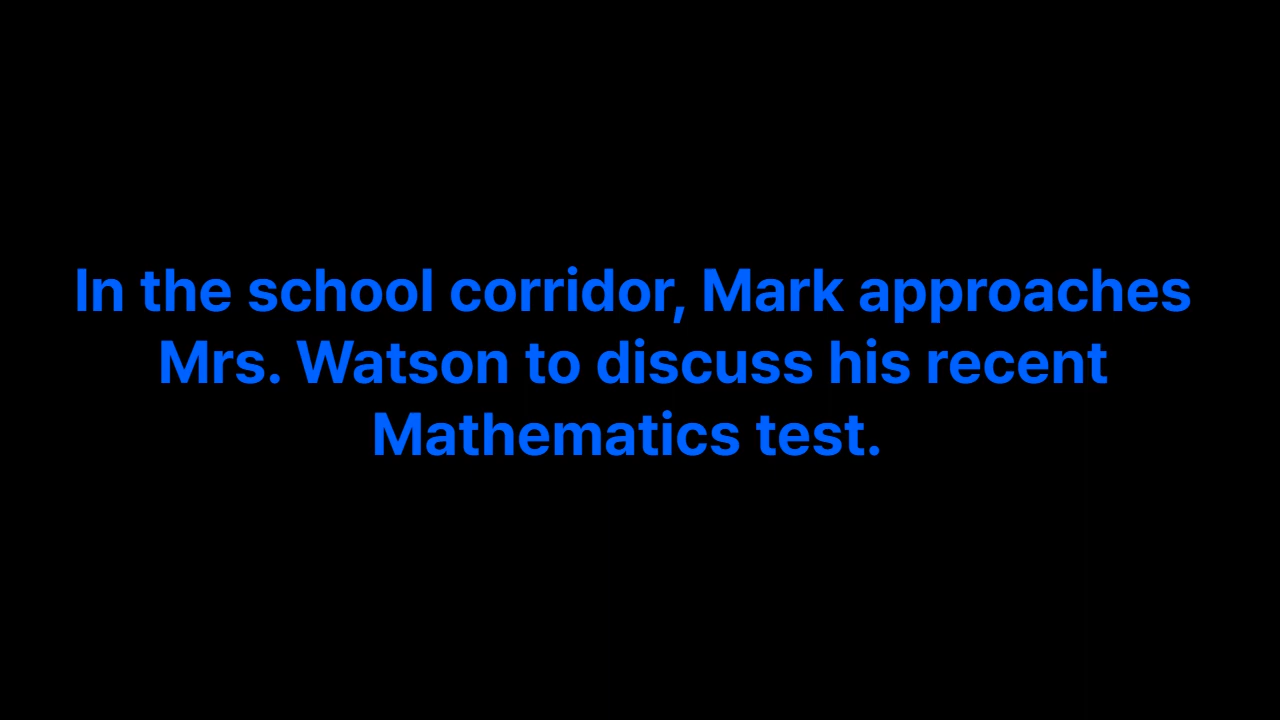 In the school corridor, Mark approaches
Mrs. Watson to discuss his recent
Mathematics test.